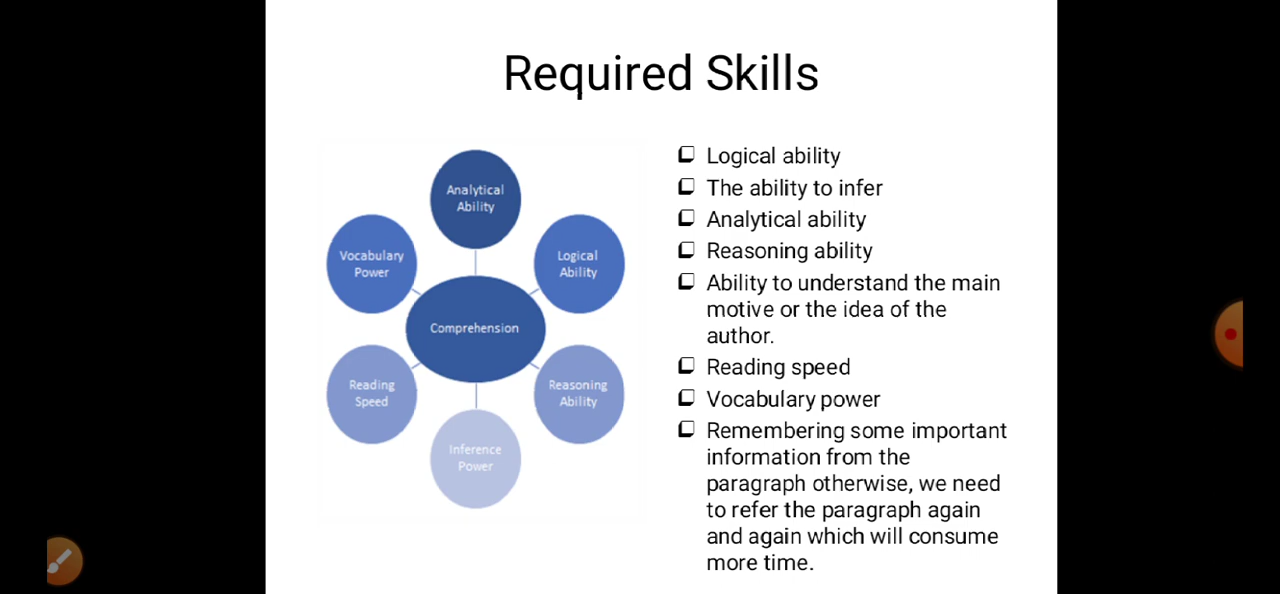 Required Skills
Analytical
Ability
Vocabulary
Power
Logical
Ability
Comprehension
Reading
Speed
Reasoning
Ability
Inference
Power
Logical ability
The ability to infer
Analytical ability
Reasoning ability
Ability to understand the main
motive or the idea of the
author.
Reading speed
Vocabulary power
Remembering some important
information from the
paragraph otherwise, we need
to refer the paragraph again
and again which will consume
more time.